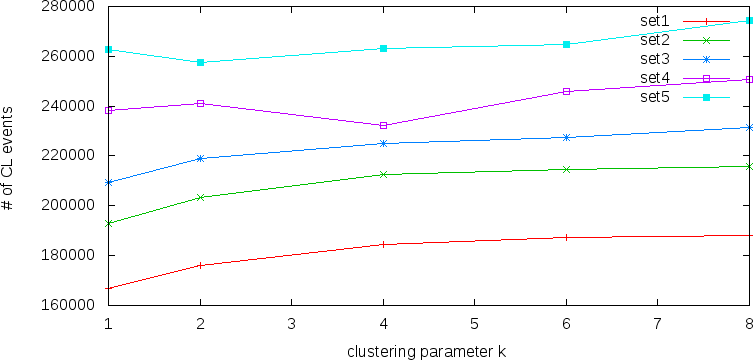 280000
260000
240000
220000
200000
180000
160000
# of CL events
set1
set2
set3
set4
set5
1 2 3 4 5 6 7 8
clustering parameter k